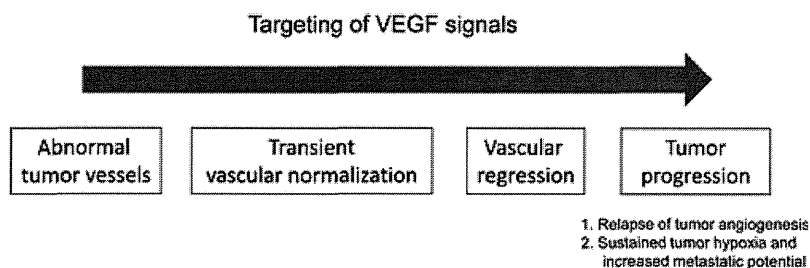 Targeting of VEGF signals
Abnormal
tumor vessels
Transient
vascular normalization
Vascular
regression
Tumor
progression
1. Relapse of tumor angiogenesis
2. Sustained tumor hypoxia and
increased metastatic potential